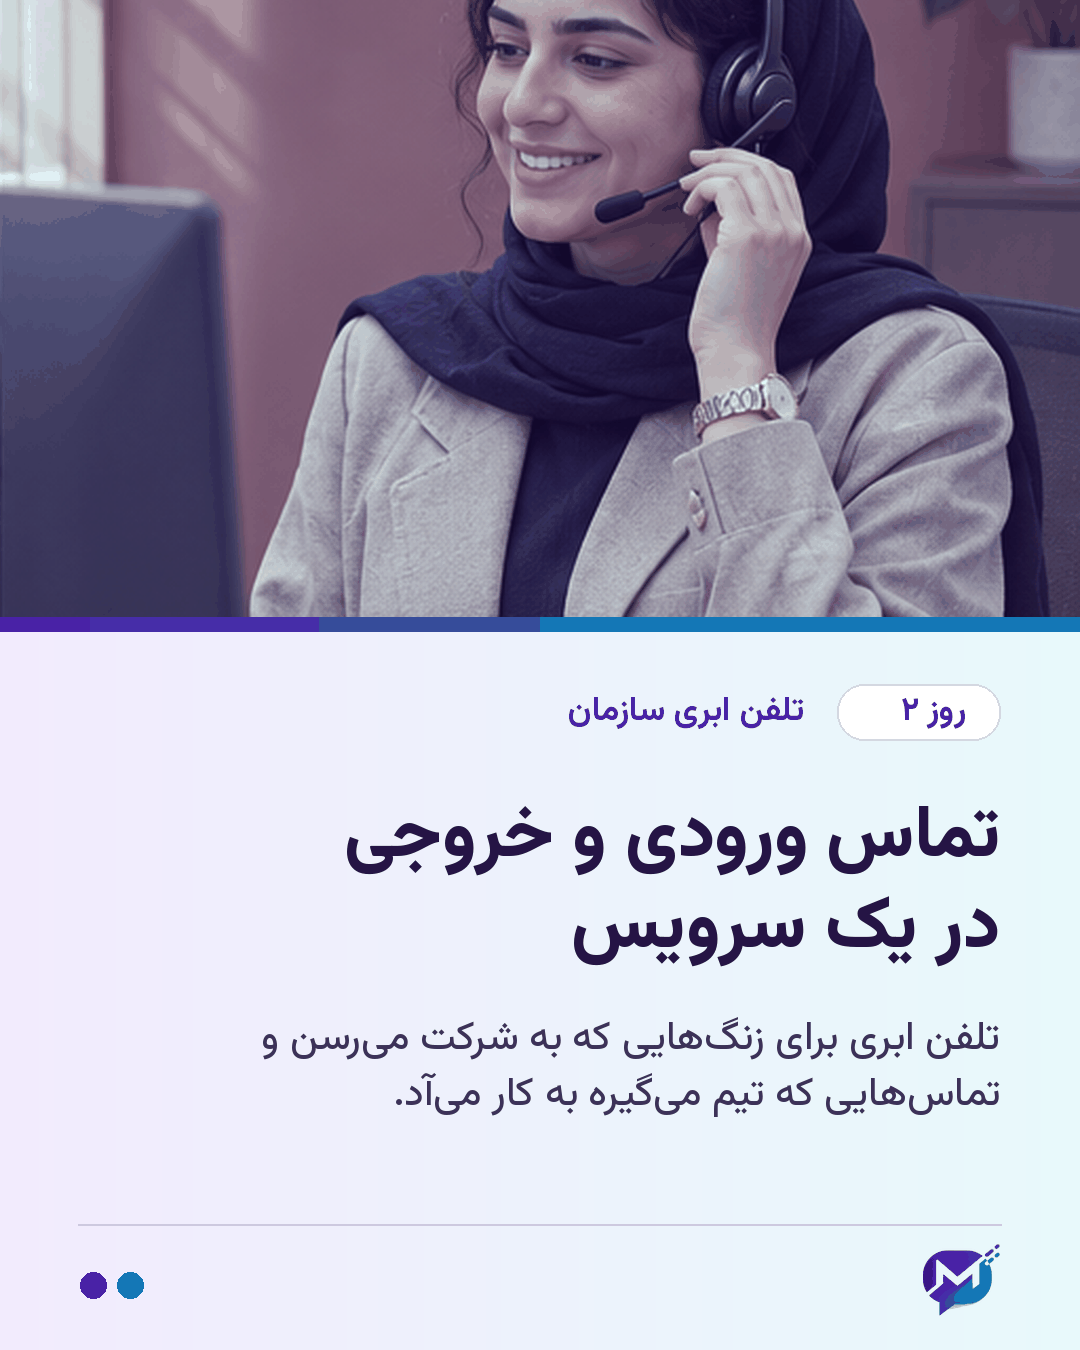 روز ۲
تلفن ابری سازمان
تماس ورودی و خروجی
در یک سرویس
تلفن ابری برای زنگ‌هایی که به شرکت می‌رسن و
تماس‌هایی که تیم می‌گیره به کار می‌آد.